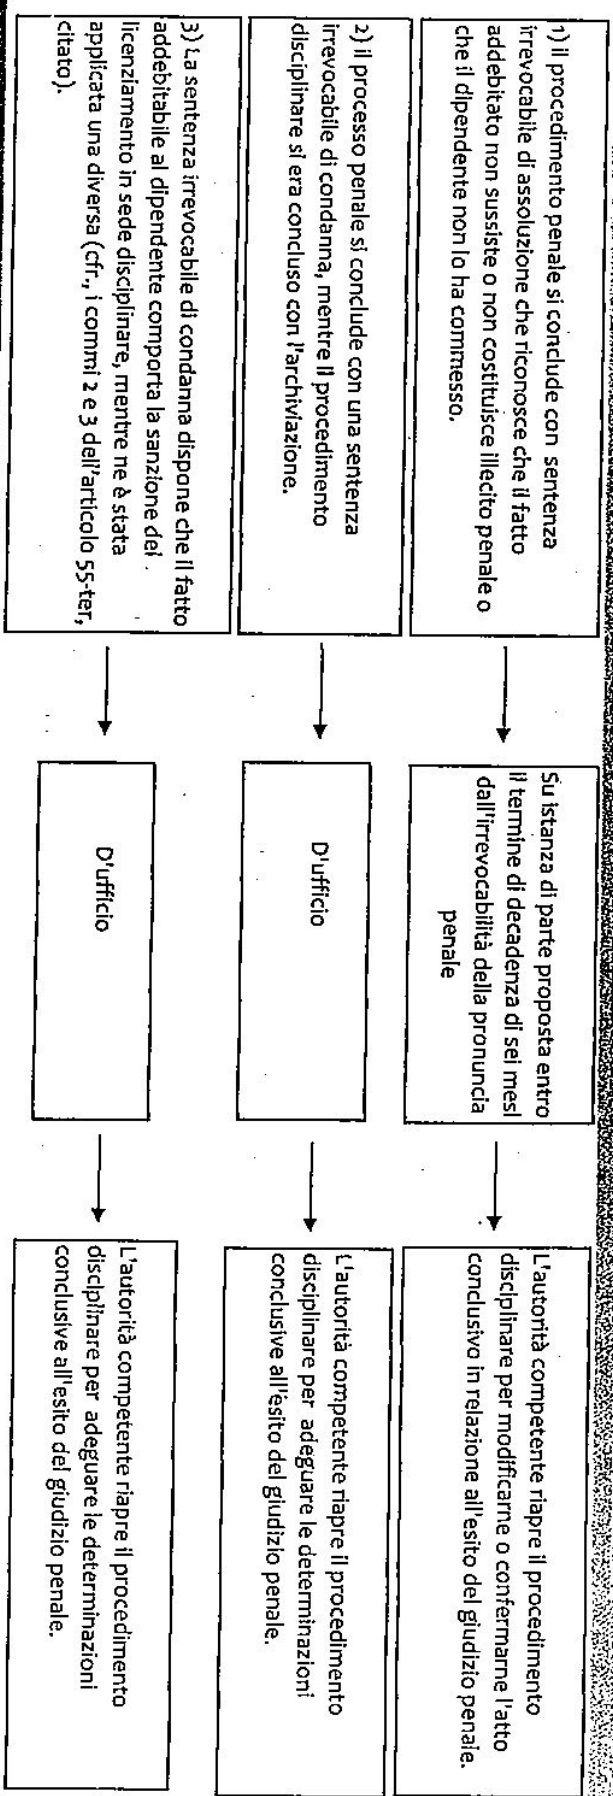 1) il procedimento penale si conclude con sentenza
irrevocabile di assoluzione che riconosce che il fatto
addebitato non sussiste o non costituisce illecito penale o
che il dipendente non lo ha commesso.
Su istanza di parte proposta entro
il termine di decadenza di sei mesi
dall'irrevocabilità della pronuncia
penale
L'autorità competente riapre il procedimento
disciplinare per modificarne o confermarne l'atto
conclusivo in relazione all'esito del giudizio penale.
2) il processo penale si conclude con una sentenza
irrevocabile di condanna, mentre il procedimento
disciplinare si era concluso con l'archiviazione.
D'ufficio
L'autorità competente riapre il procedimento
disciplinare per adeguare le determinazioni
conclusive all'esito del giudizio penale.
3) La sentenza irrevocabile di condanna dispone che il fatto
addebitabile al dipendente comporta la sanzione del
licenziamento in sede disciplinare, mentre ne è stata
applicata una diversa (cfr., i commi 2 e 3 dell'articolo 55-ter,
citato).
D'ufficio
L'autorità competente riapre il procedimento
disciplinare per adeguare le determinazioni
conclusive all'esito del giudizio penale.